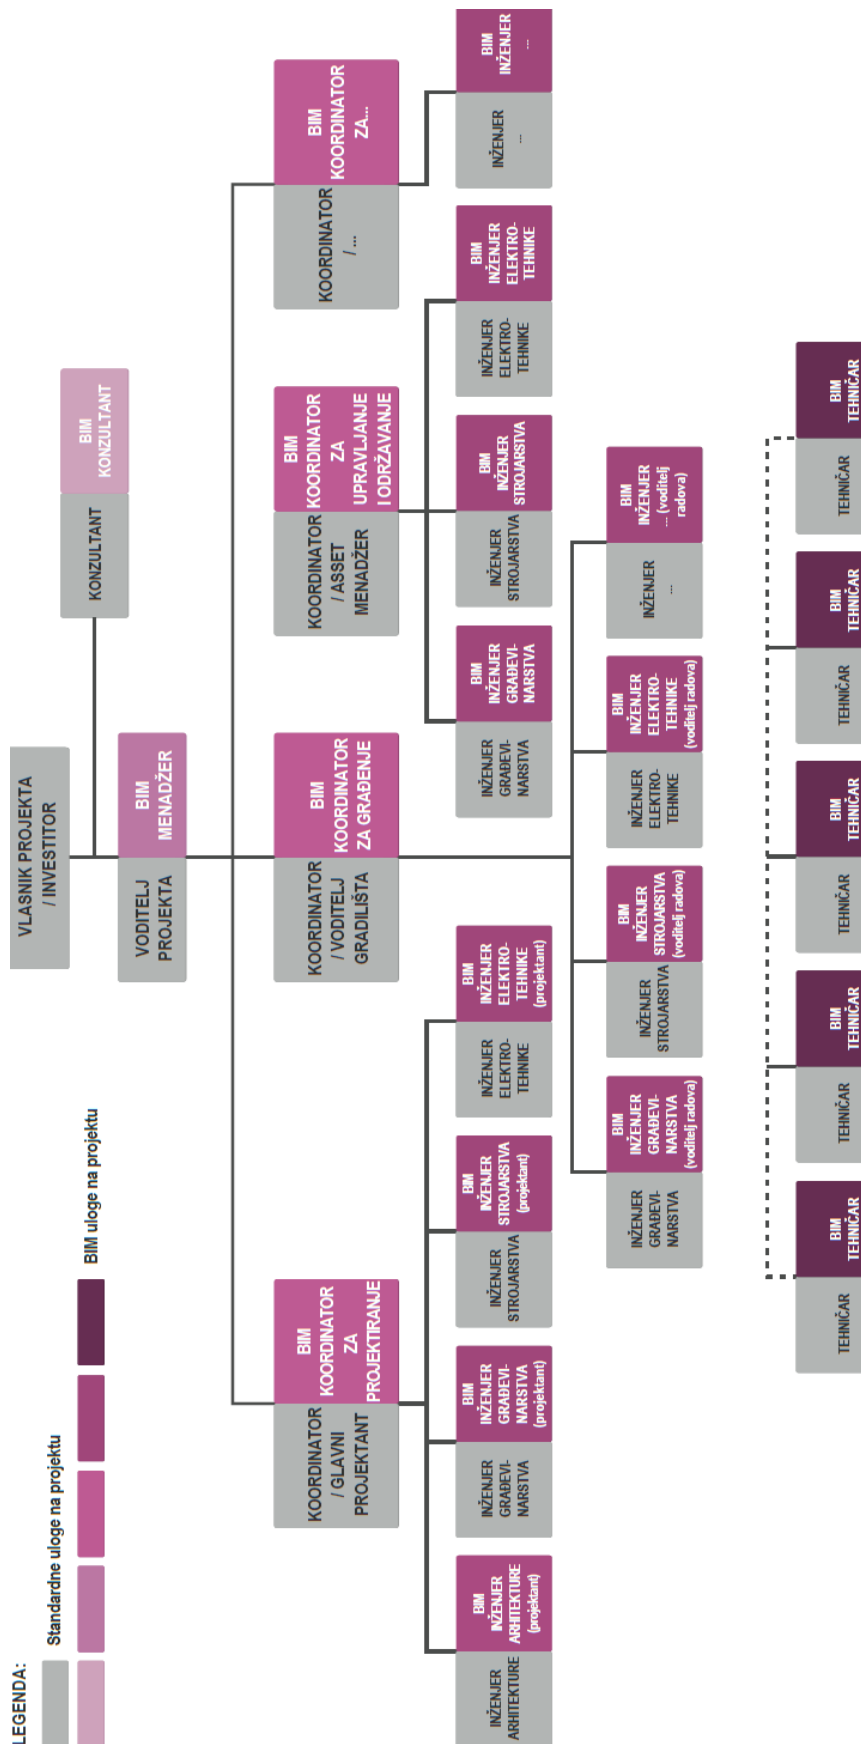 LEGENDA:
Standardne uloge na projektu
BIM uloge na projektu
VLASNIK PROJEKTA
/ INVESTITOR
KONZULTANT
BIM
KONZULTANT
VODITELJ
PROJEKTA
BIM
MENADŽER
KOORDINATOR
/ GLAVNI
PROJEKTANT
BIM
KOORDINATOR
ZA
PROJEKTIRANJE
KOORDINATOR
/ VODITELJ
GRADILIŠTA
BIM
KOORDINATOR
ZA GRAĐENJE
KOORDINATOR
/ ASSET
MENADŽER
BIM
KOORDINATOR
ZA
UPRAVLJANJE
I ODRŽAVANJE
KOORDINATOR
/ ...
BIM
KOORDINATOR
ZA...
INŽENJER
ARHITEKTURE
BIM
INŽENJER
ARHITEKTURE
(projektant)
INŽENJER
GRAĐEVI-
NARSTVA
BIM
INŽENJER
GRAĐEVI-
NARSTVA
(projektant)
INŽENJER
STROJARSTVA
BIM
INŽENJER
STROJARSTVA
(projektant)
INŽENJER
ELEKTRO-
TEHNIKE
BIM
INŽENJER
ELEKTRO-
TEHNIKE
(projektant)
INŽENJER
GRAĐEVI-
NARSTVA
BIM
INŽENJER
GRAĐEVI-
NARSTVA
INŽENJER
STROJARSTVA
BIM
INŽENJER
STROJARSTVA
INŽENJER
ELEKTRO-
TEHNIKE
BIM
INŽENJER
ELEKTRO-
TEHNIKE
INŽENJER
...
BIM
INŽENJER
...
INŽENJER
GRAĐEVI-
NARSTVA
BIM
INŽENJER
GRAĐEVI-
NARSTVA
(voditelj radova)
INŽENJER
STROJARSTVA
BIM
INŽENJER
STROJARSTVA
(voditelj radova)
INŽENJER
ELEKTRO-
TEHNIKE
BIM
INŽENJER
ELEKTRO-
TEHNIKE
(voditelj radova)
INŽENJER
...
BIM
INŽENJER
... (voditelj
radova)
TEHNIČAR
BIM
TEHNIČAR
TEHNIČAR
BIM
TEHNIČAR
TEHNIČAR
BIM
TEHNIČAR
TEHNIČAR
BIM
TEHNIČAR
TEHNIČAR
BIM
TEHNIČAR